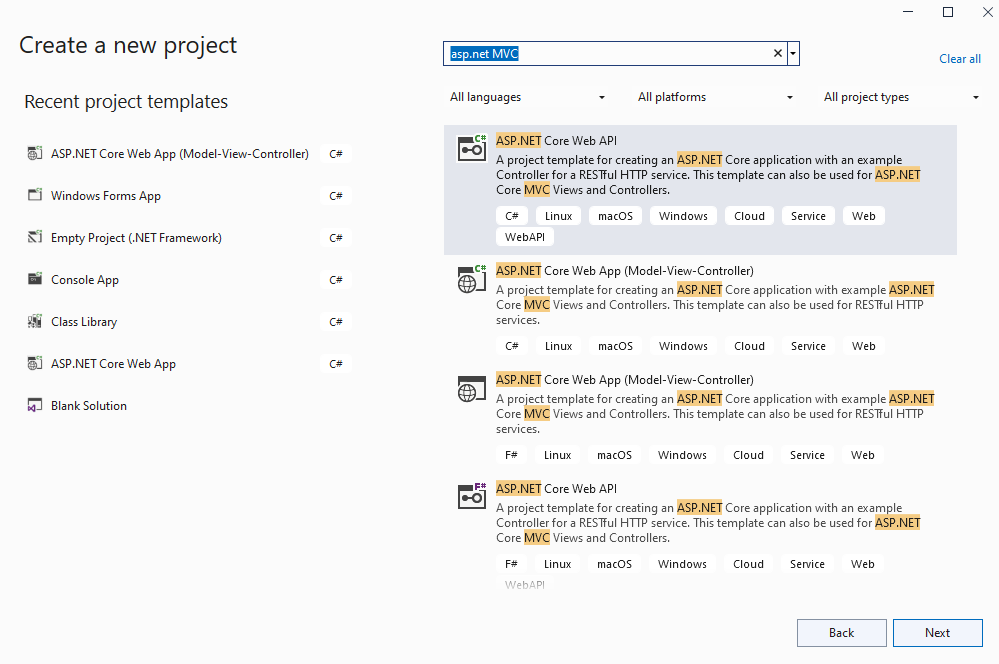 Create a new project
asp.net MVC
Clear all
Recent project templates
All languages
All platforms
All project types
ASP.NET Core Web App (Model-View-Controller) C#
Windows Forms App C#
Empty Project (.NET Framework) C#
Console App C#
Class Library C#
ASP.NET Core Web App C#
Blank Solution
C#
ASP.NET Core Web API
A project template for creating an ASP.NET Core application with an example
Controller for a RESTful HTTP service. This template can also be used for ASP.NET
Core MVC Views and Controllers.
C# Linux macOS Windows Cloud Service Web
WebAPI
C#
ASP.NET Core Web App (Model-View-Controller)
A project template for creating an ASP.NET Core application with example ASP.NET
Core MVC Views and Controllers. This template can also be used for RESTful HTTP
services.
C# Linux macOS Windows Cloud Service Web
ASP.NET Core Web App (Model-View-Controller)
A project template for creating an ASP.NET Core application with example ASP.NET
Core MVC Views and Controllers. This template can also be used for RESTful HTTP
services.
F# Linux macOS Windows Cloud Service Web
F#
ASP.NET Core Web API
A project template for creating an ASP.NET Core application with an example
Controller for a RESTful HTTP service. This template can also be used for ASP.NET
Core MVC Views and Controllers.
F# Linux macOS Windows Cloud Service Web
WebAPI
Back
Next